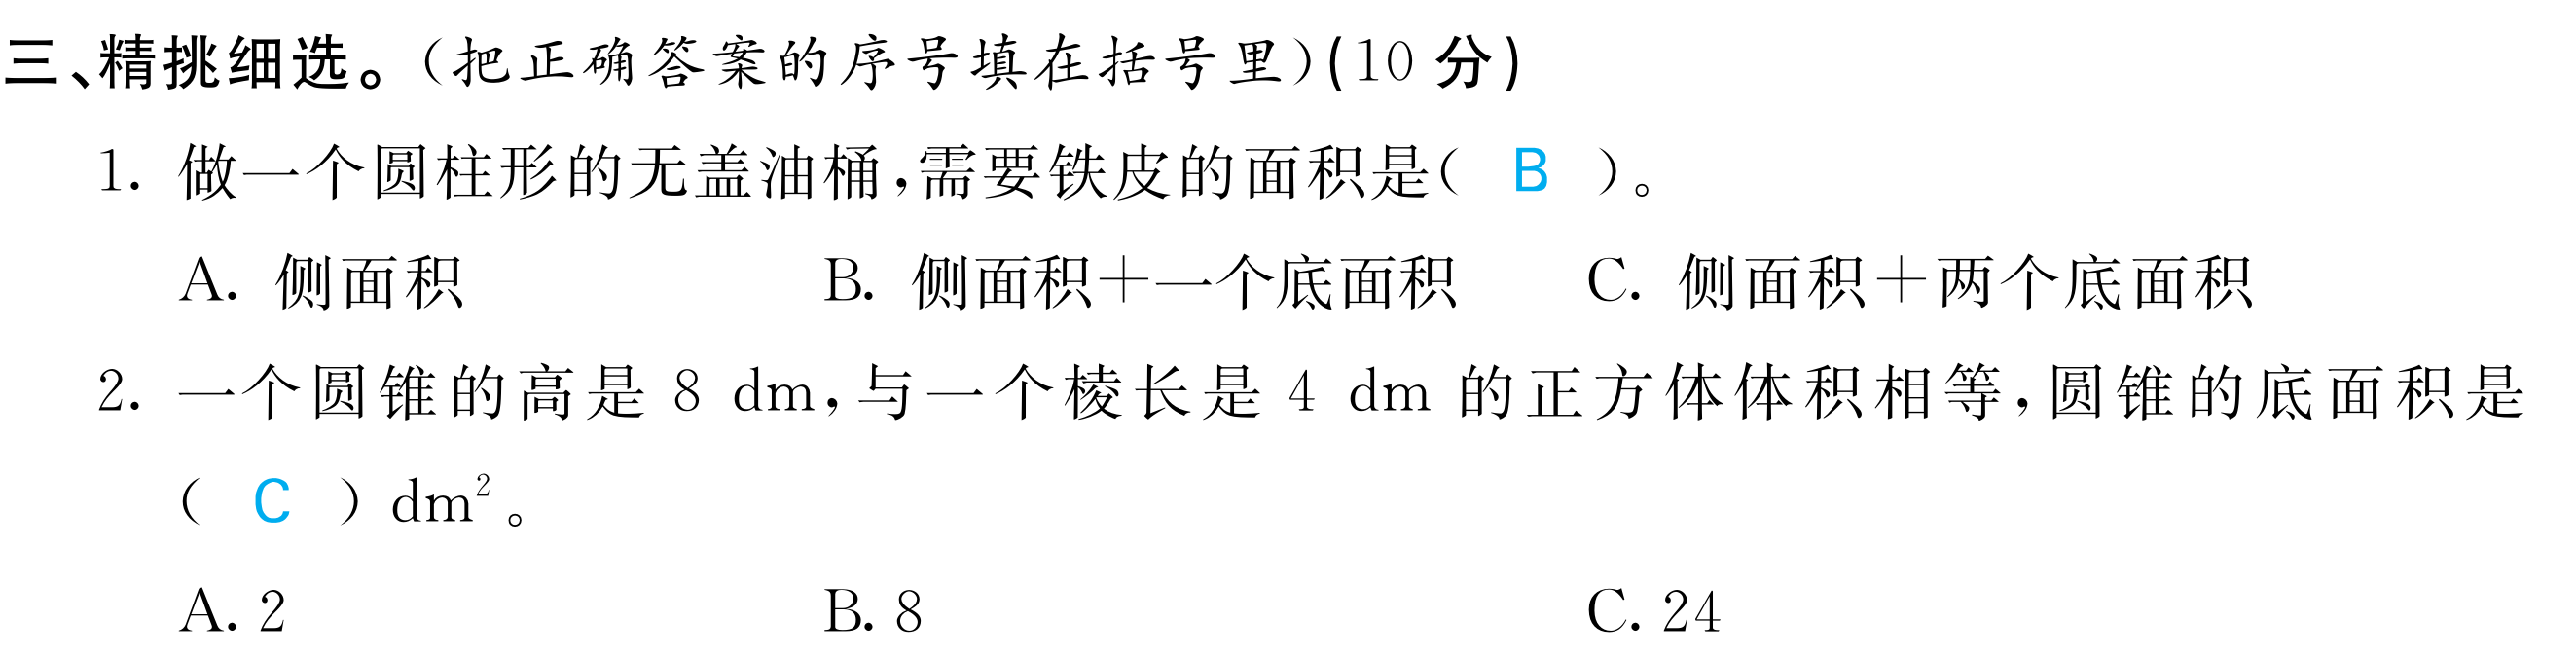 三、精挑细选。(把正确答案的序号填在括号里)(10 分)
1. 做一个圆柱形的无盖油桶,需要铁皮的面积是( B )。
A. 侧面积 B. 侧面积+一个底面积 C. 侧面积+两个底面积
2. 一个圆锥的高是 8 dm,与一个棱长是 4 dm 的正方体体积相等,圆锥的底面积是
( C ) dm²。
A. 2 B. 8 C. 24